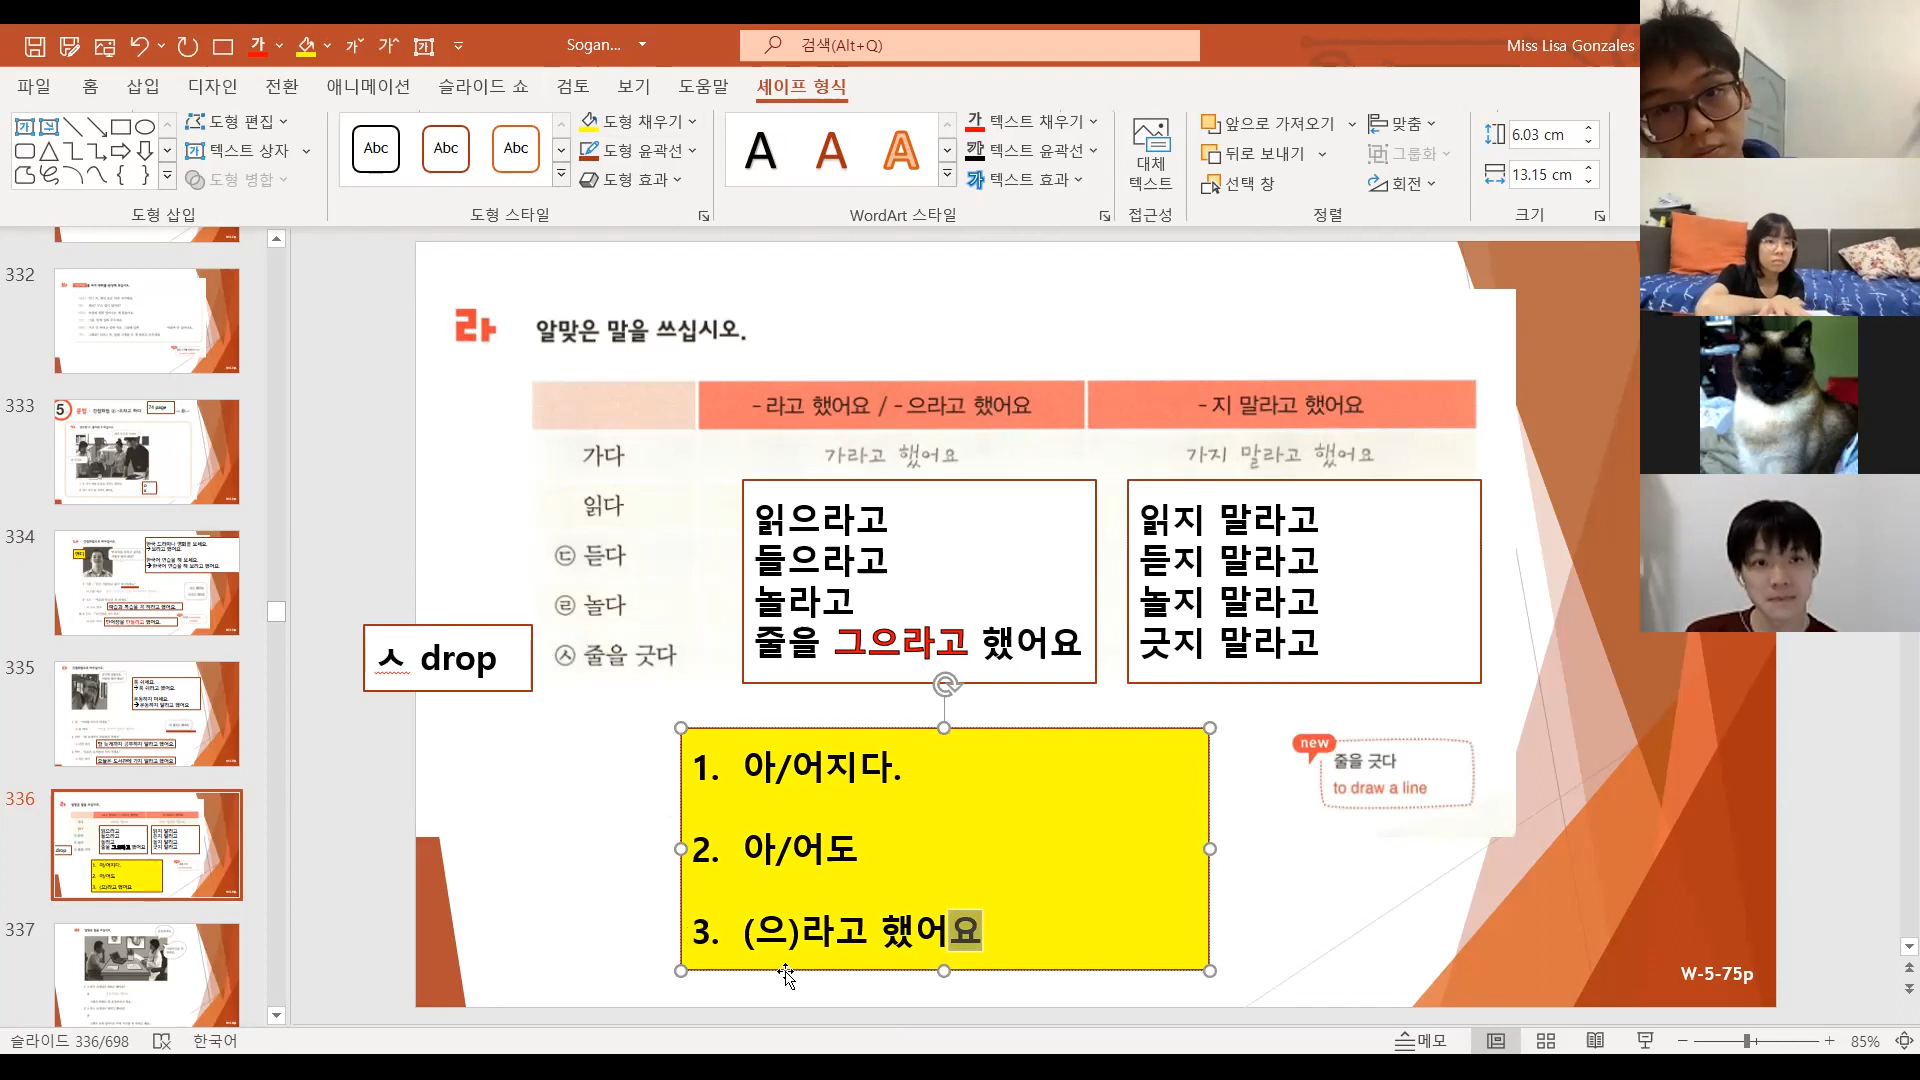 Sogan...
검색(Alt+Q)
Miss Lisa Gonzales
파일 홈 삽입 디자인 전환 애니메이션 슬라이드 쇼 검토 보기 도움말 셰이프 형식
도형 편집
텍스트 상자
도형 병합
도형 삽입
Abc Abc Abc
도형 채우기
도형 윤곽선
도형 효과
도형 스타일
A A A
텍스트 채우기
텍스트 윤곽선
텍스트 효과
WordArt 스타일
대체
텍스트
접근성
앞으로 가져오기
뒤로 보내기
선택 창
맞춤
그룹화
회전
정렬
6.03 cm
13.15 cm
크기
332
333
5
74 page
334
335
336
337
라 알맞은 말을 쓰십시오.
-라고 했어요 / -으라고 했어요 -지 말라고 했어요
가다 가라고 했어요 가지 말라고 했어요
읽다 읽으라고 읽지 말라고
ㄷ 듣다 들으라고 듣지 말라고
ㄹ 놀다 놀라고 놀지 말라고
ㅅ 줄을 긋다 줄을 그으라고 했어요 긋지 말라고
ㅅ drop
1. 아/어지다.
2. 아/어도
3. (으)라고 했어요
new
줄을 긋다
to draw a line
W-5-75p
슬라이드 336/698 한국어 메모 85%